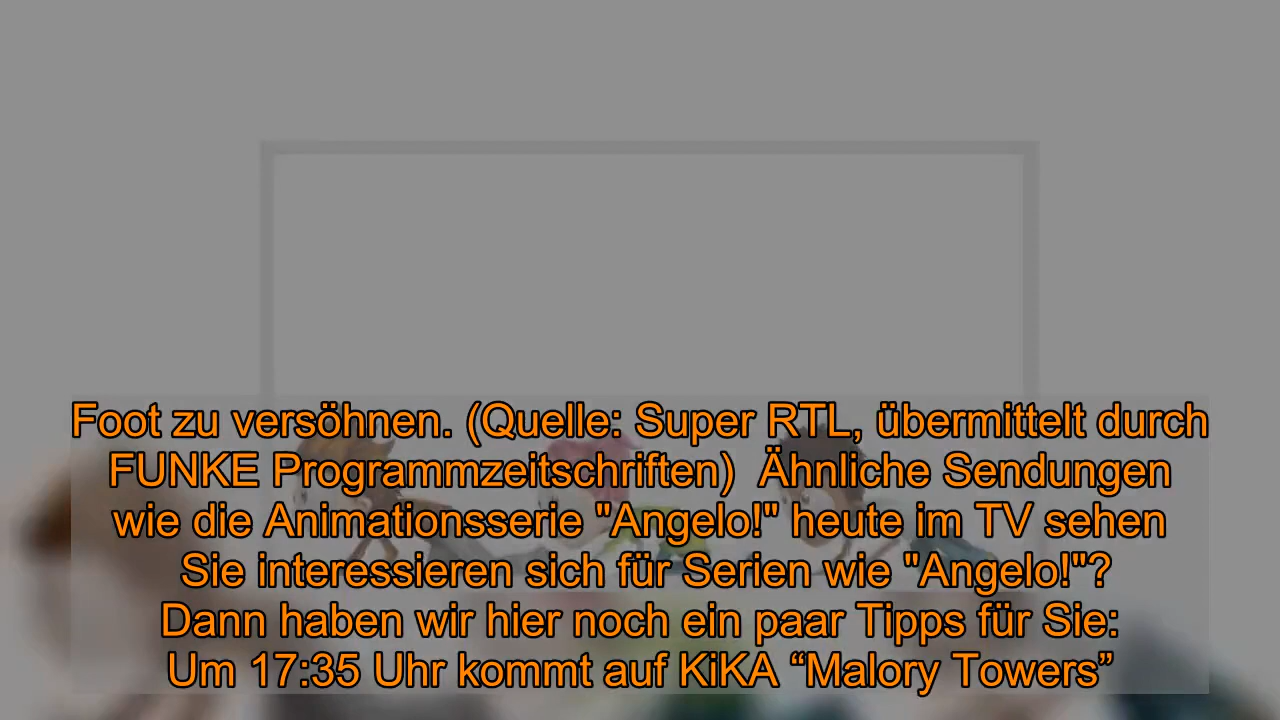 Foot zu versöhnen. (Quelle: Super RTL, übermittelt durch
FUNKE Programmzeitschriften)  Ähnliche Sendungen
wie die Animationsserie "Angelo!" heute im TV sehen
Sie interessieren sich für Serien wie "Angelo!"?
Dann haben wir hier noch ein paar Tipps für Sie:
Um 17:35 Uhr kommt auf KiKA “Malory Towers”